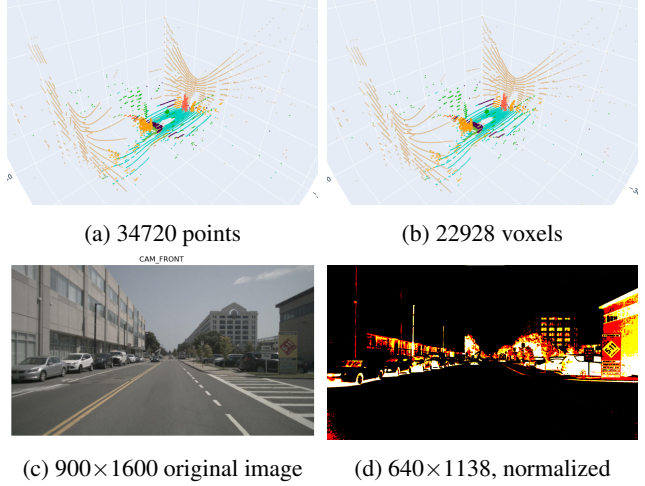 (a) 34720 points
(b) 22928 voxels
CAM_FRONT
(c) 900×1600 original image
(d) 640×1138, normalized